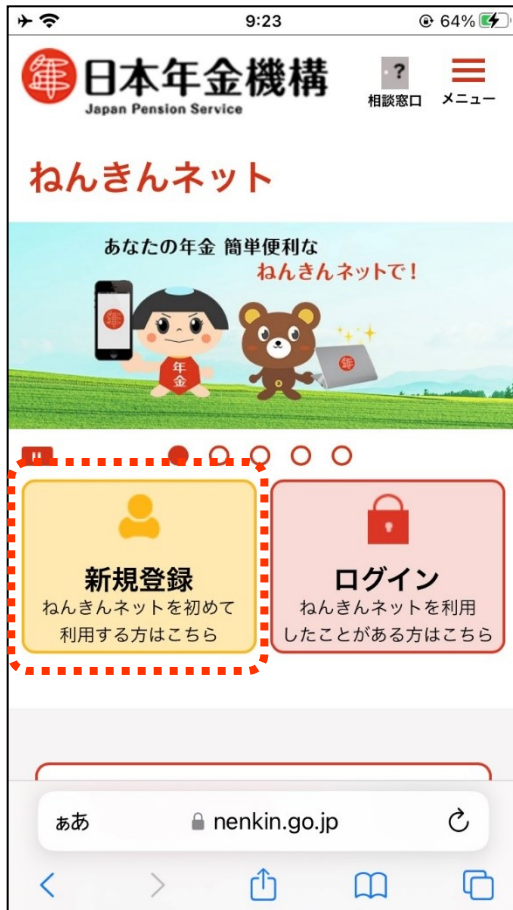 9:23
64%
年
日本年金機構
Japan Pension Service
?
相談窓口
メニュー
ねんきんネット
あなたの年金 簡単便利な
ねんきんネットで！
年
年金
年
新規登録
ねんきんネットを初めて
利用する方はこちら
ログイン
ねんきんネットを利用
したことがある方はこちら
ぁあ
nenkin.go.jp